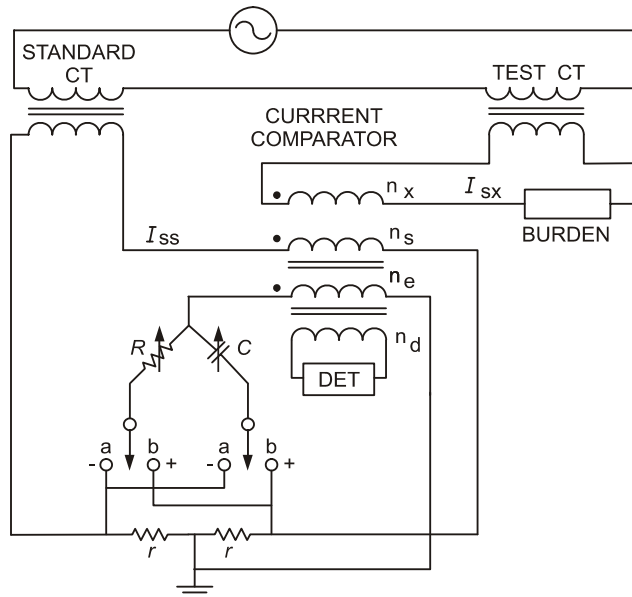 STANDARD
CT
TEST CT
CURRRENT
COMPARATOR
n x
I sx
BURDEN
I ss
n s
n e
R
C
n d
DET
a b a b
- + - +
r r